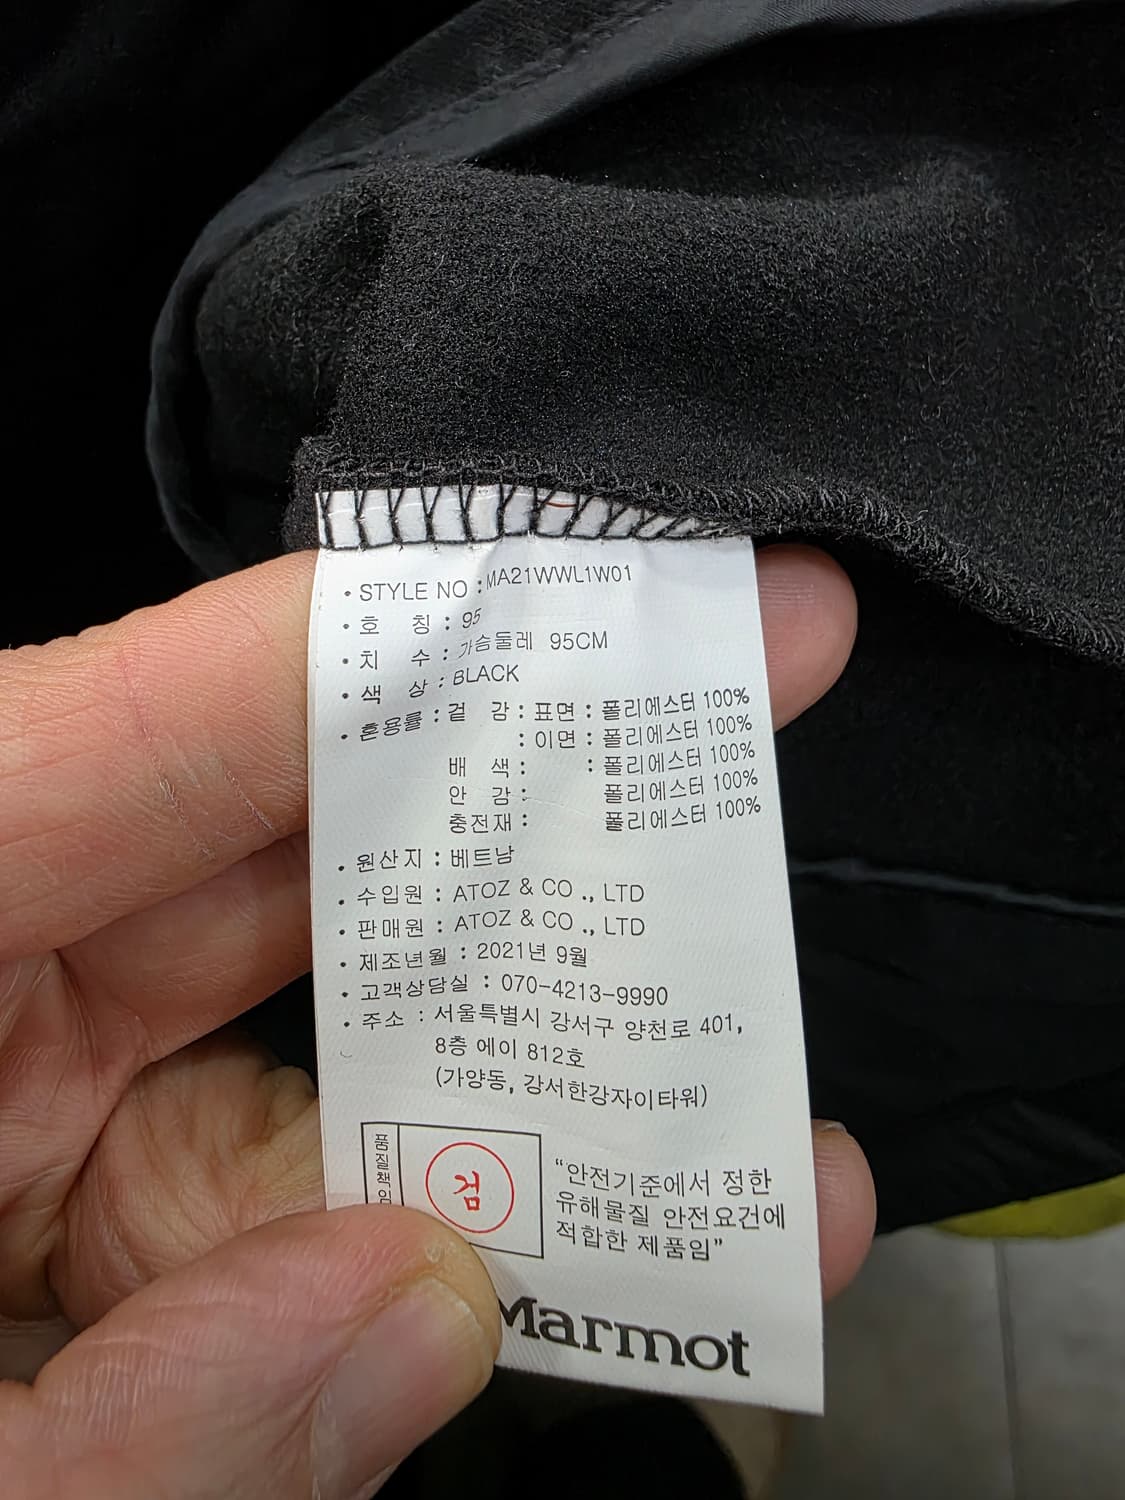 • STYLE NO : MA21WWL1W01
• 호 칭 : 95
• 치 수 : 가슴둘레 95CM
• 색 상 : BLACK
• 혼용률 : 겉 감 : 표면 : 폴리에스터 100%
: 이면 : 폴리에스터 100%
배 색 : : 폴리에스터 100%
안 감 : 폴리에스터 100%
충전재 : 폴리에스터 100%
• 원산지 : 베트남
• 수입원 : ATOZ & CO ., LTD
• 판매원 : ATOZ & CO ., LTD
• 제조년월 : 2021년 9월
• 고객상담실 : 070-4213-9990
• 주소 : 서울특별시 강서구 양천로 401,
8층 에이 812호
(가양동, 강서한강자이타워)
품질책임
검
“안전기준에서 정한
유해물질 안전요건에
적합한 제품임”
Marmot